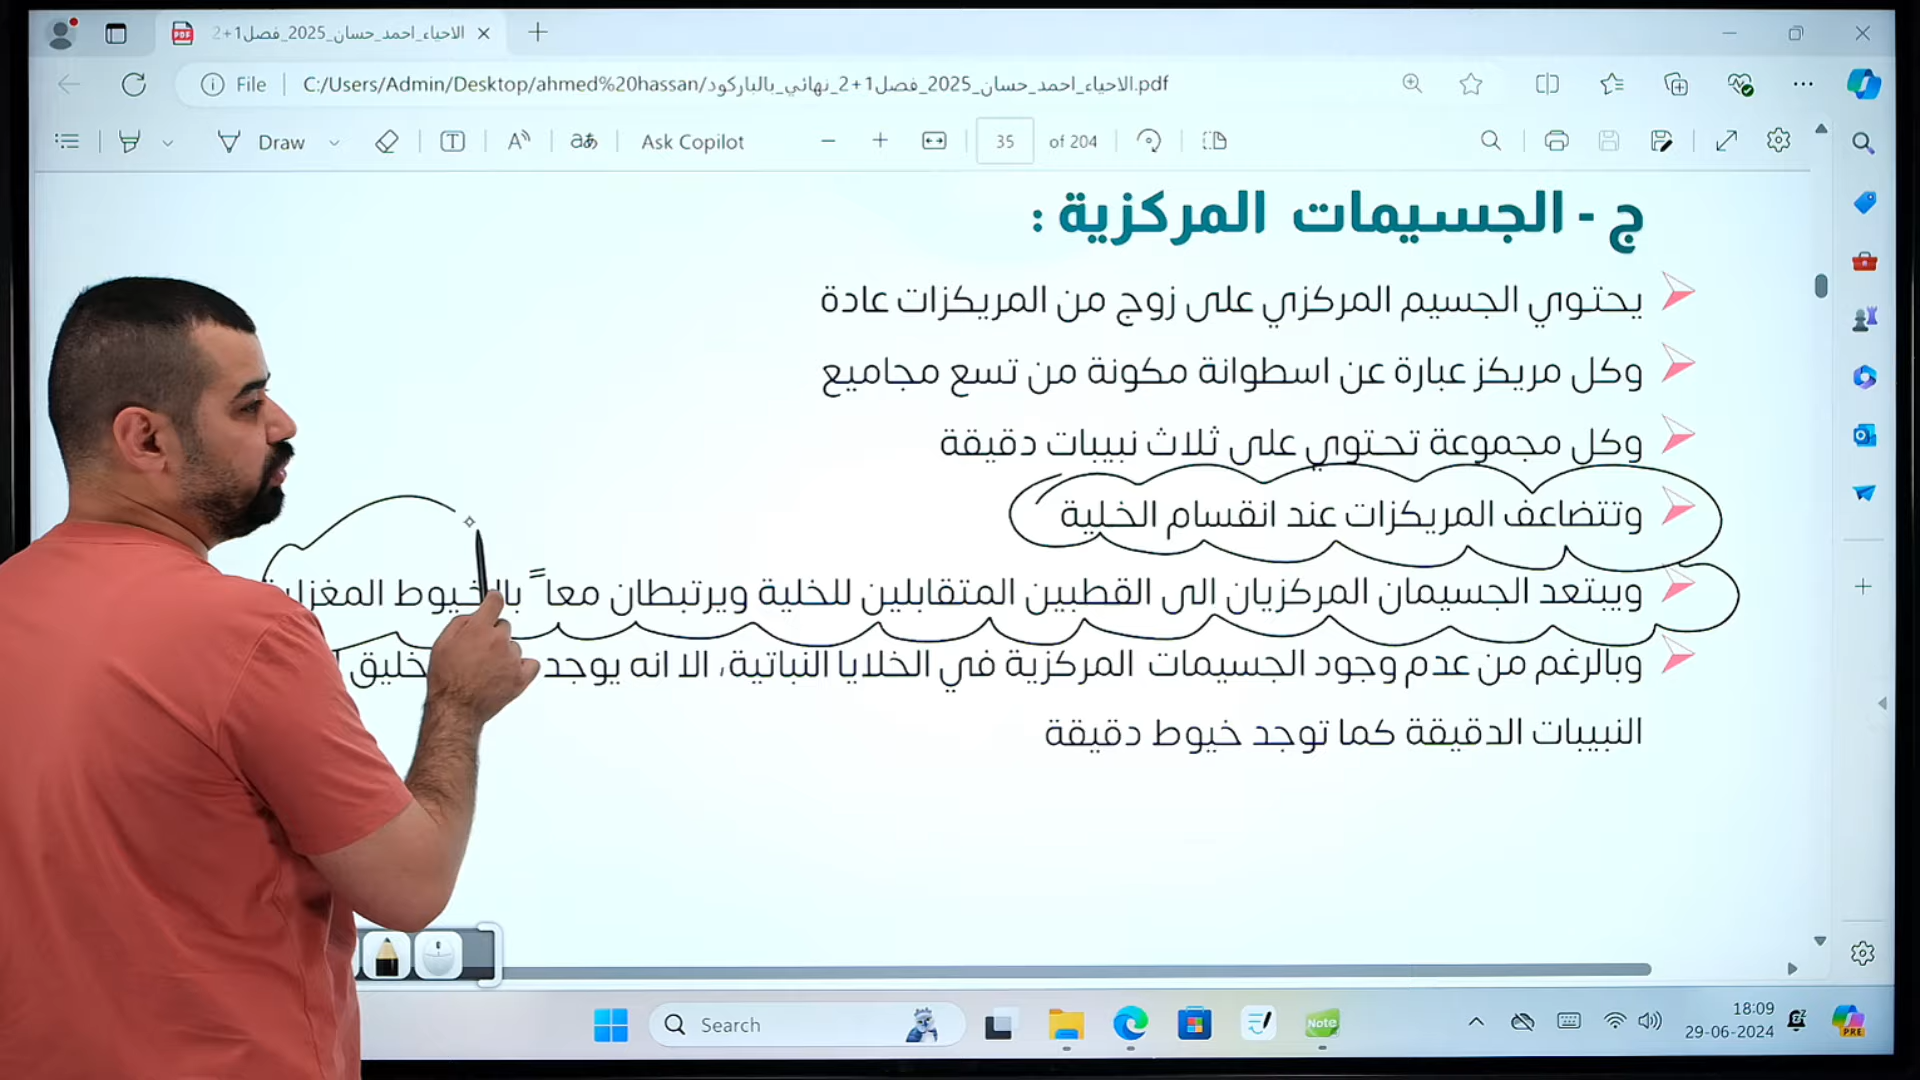 الاحياء_احمد_حسان_2025_فصل1+2
File
C:/Users/Admin/Desktop/ahmed%20hassan/الاحياء_احمد_حسان_2025_فصل1+2_نهائي_بالباركود.pdf
Draw
Ask Copilot
35 of 204
ج - الجسيمات المركزية :
يحتوي الجسيم المركزي على زوج من المريكزات عادة
وكل مريكز عبارة عن اسطوانة مكونة من تسع مجاميع
وكل مجموعة تحتوي على ثلاث نبيبات دقيقة
وتتضاعف المريكزات عند انقسام الخلية
ويبتعد الجسيمان المركزيان الى القطبين المتقابلين للخلية ويرتبطان معاً
وبالرغم من عدم وجود الجسيمات المركزية في الخلايا النباتية، الا انه يوجد
النبيبات الدقيقة كما توجد خيوط دقيقة
Search
Note
18:09
29-06-2024
PRE